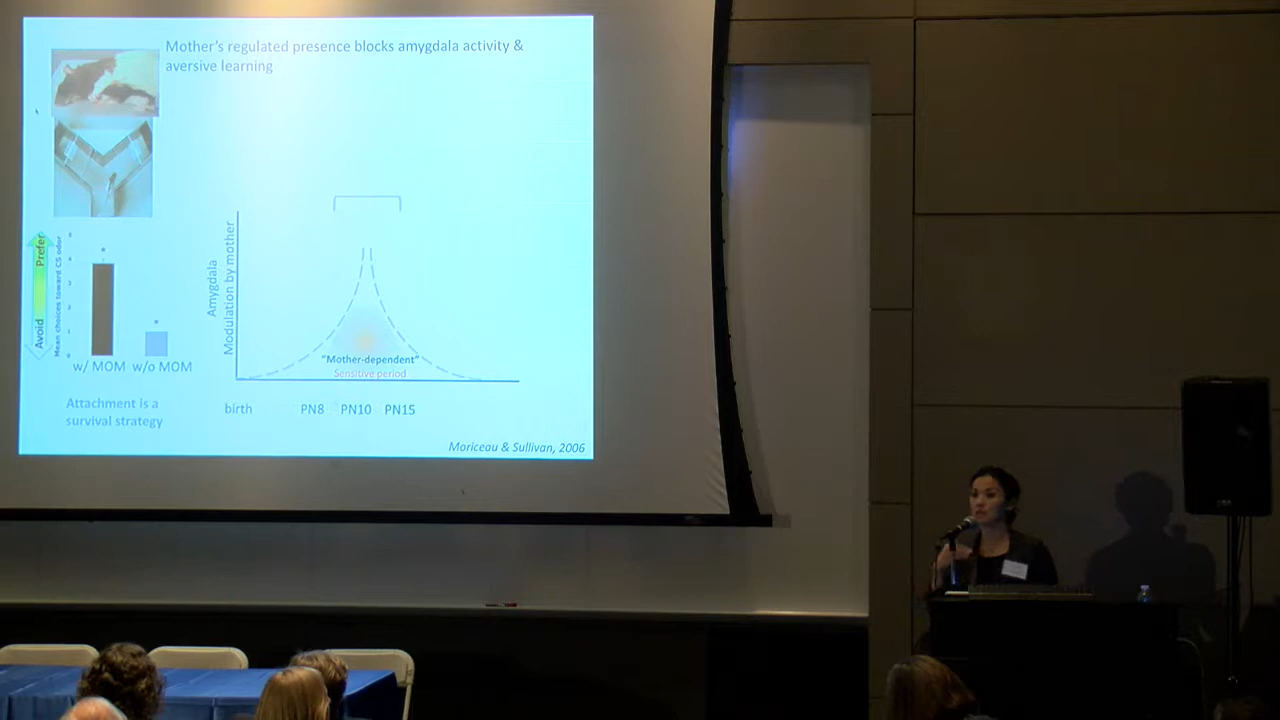 Mother's regulated presence blocks amygdala activity &
aversive learning
Prefer
Avoid
Mean choices toward CS odor
w/ MOM
w/o MOM
Attachment is a
survival strategy
Amygdala
Modulation by mother
"Mother-dependent"
Sensitive period
birth
PN8
PN10
PN15
Moriceau & Sullivan, 2006